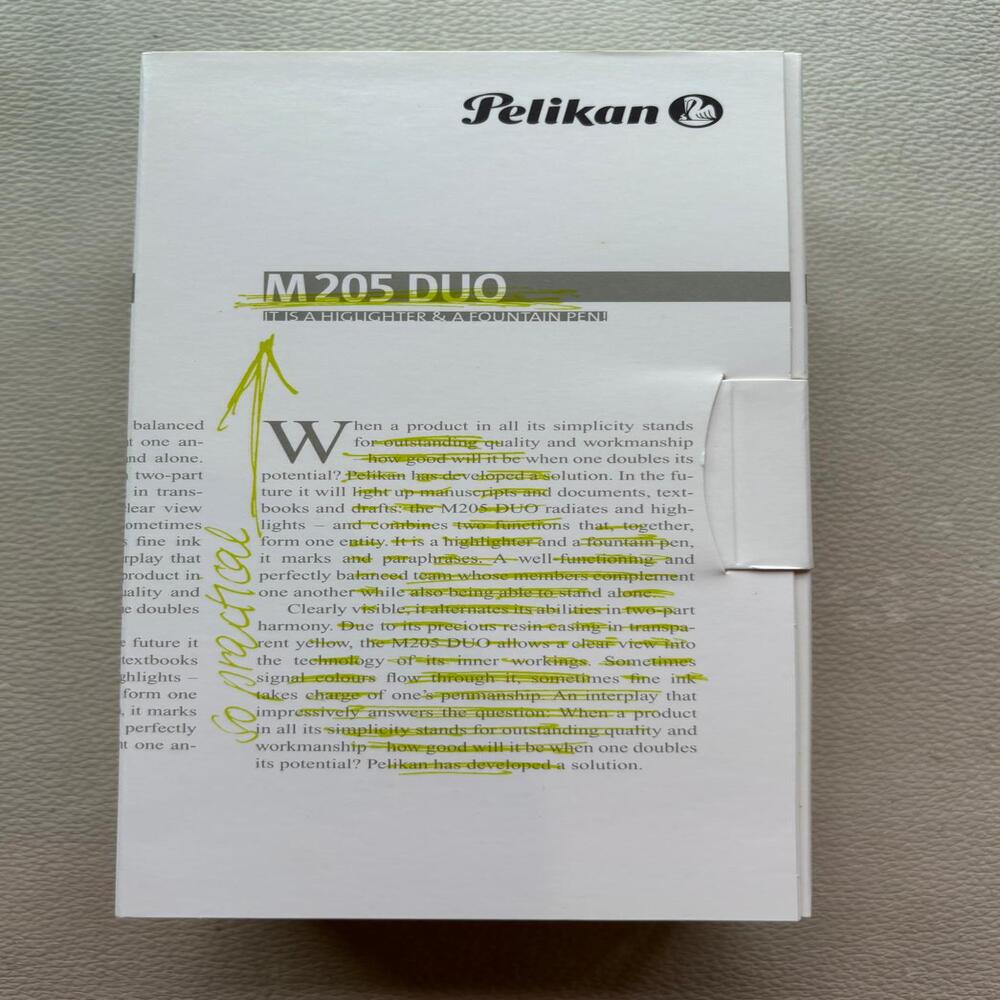 Pelikan
M205 DUO
IT IS A HIGLIGHTER & A FOUNTAIN PEN!
balanced
t one an-
nd alone.
two-part
in trans-
lear view
ometimes
fine ink
rplay that
product in
uality and
e doubles
e future it
textbooks
ghlights –
form one
, it marks
perfectly
t one an-
So practical
When a product in all its simplicity stands
for outstanding quality and workmanship
how good will it be when one doubles its
potential? Pelikan has developed a solution. In the fu-
ture it will light up manuscripts and documents, text-
books and drafts: the M205 DUO radiates and high-
lights – and combines two functions that, together,
form one entity. It is a highlighter and a fountain pen,
it marks and paraphrases. A well-functioning and
perfectly balanced team whose members complement
one another while also being able to stand alone.
Clearly visible, it alternates its abilities in two-part
harmony. Due to its precious resin casing in transpa-
rent yellow, the M205 DUO allows a clear view into
the technology of its inner workings. Sometimes
signal colours flow through it, sometimes fine ink
takes charge of one's penmanship. An interplay that
impressively answers the question. When a product
in all its simplicity stands for outstanding quality and
workmanship how good will it be when one doubles
its potential? Pelikan has developed a solution.